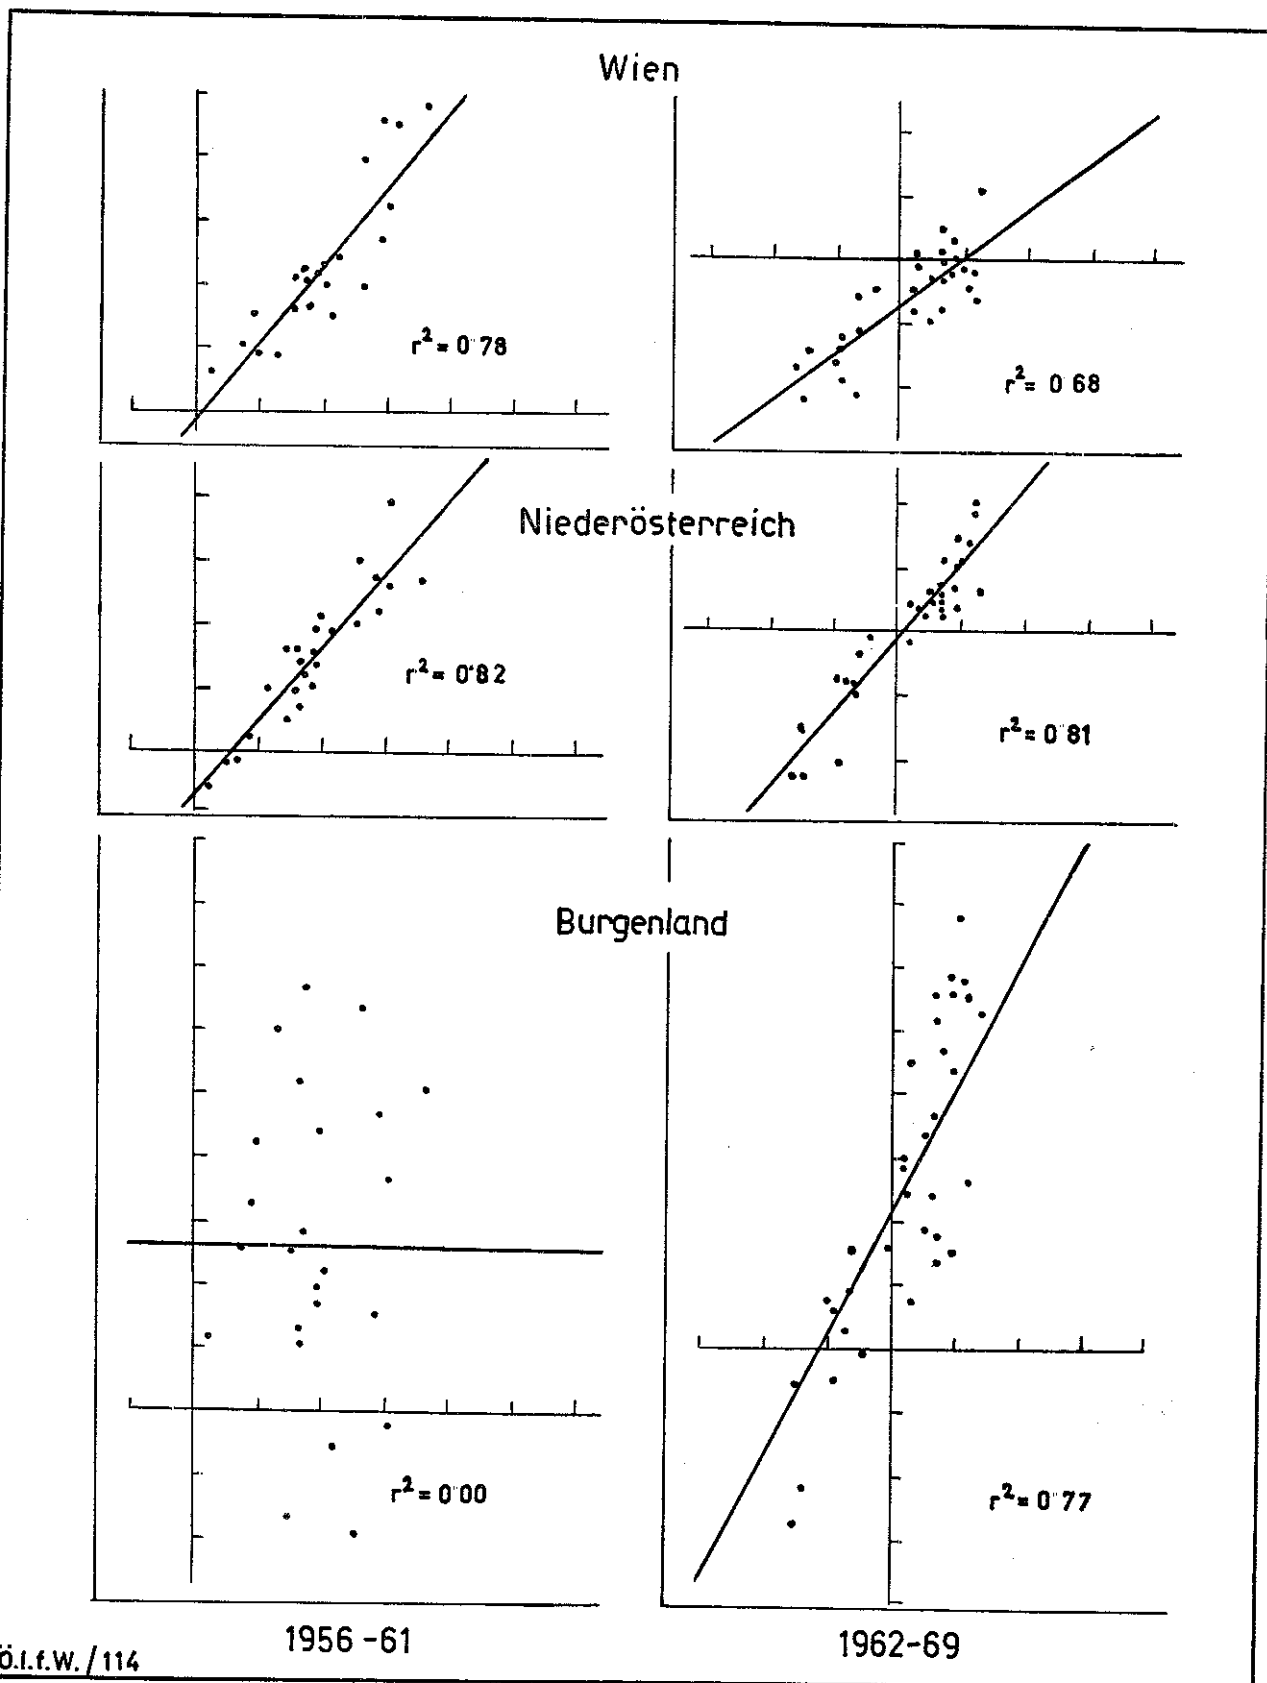 Wien
r² = 0.78
r² = 0.68
Niederösterreich
r² = 0.82
r² = 0.81
Burgenland
r² = 0.00
r² = 0.77
1956-61
1962-69
Ö.I.f.W./114